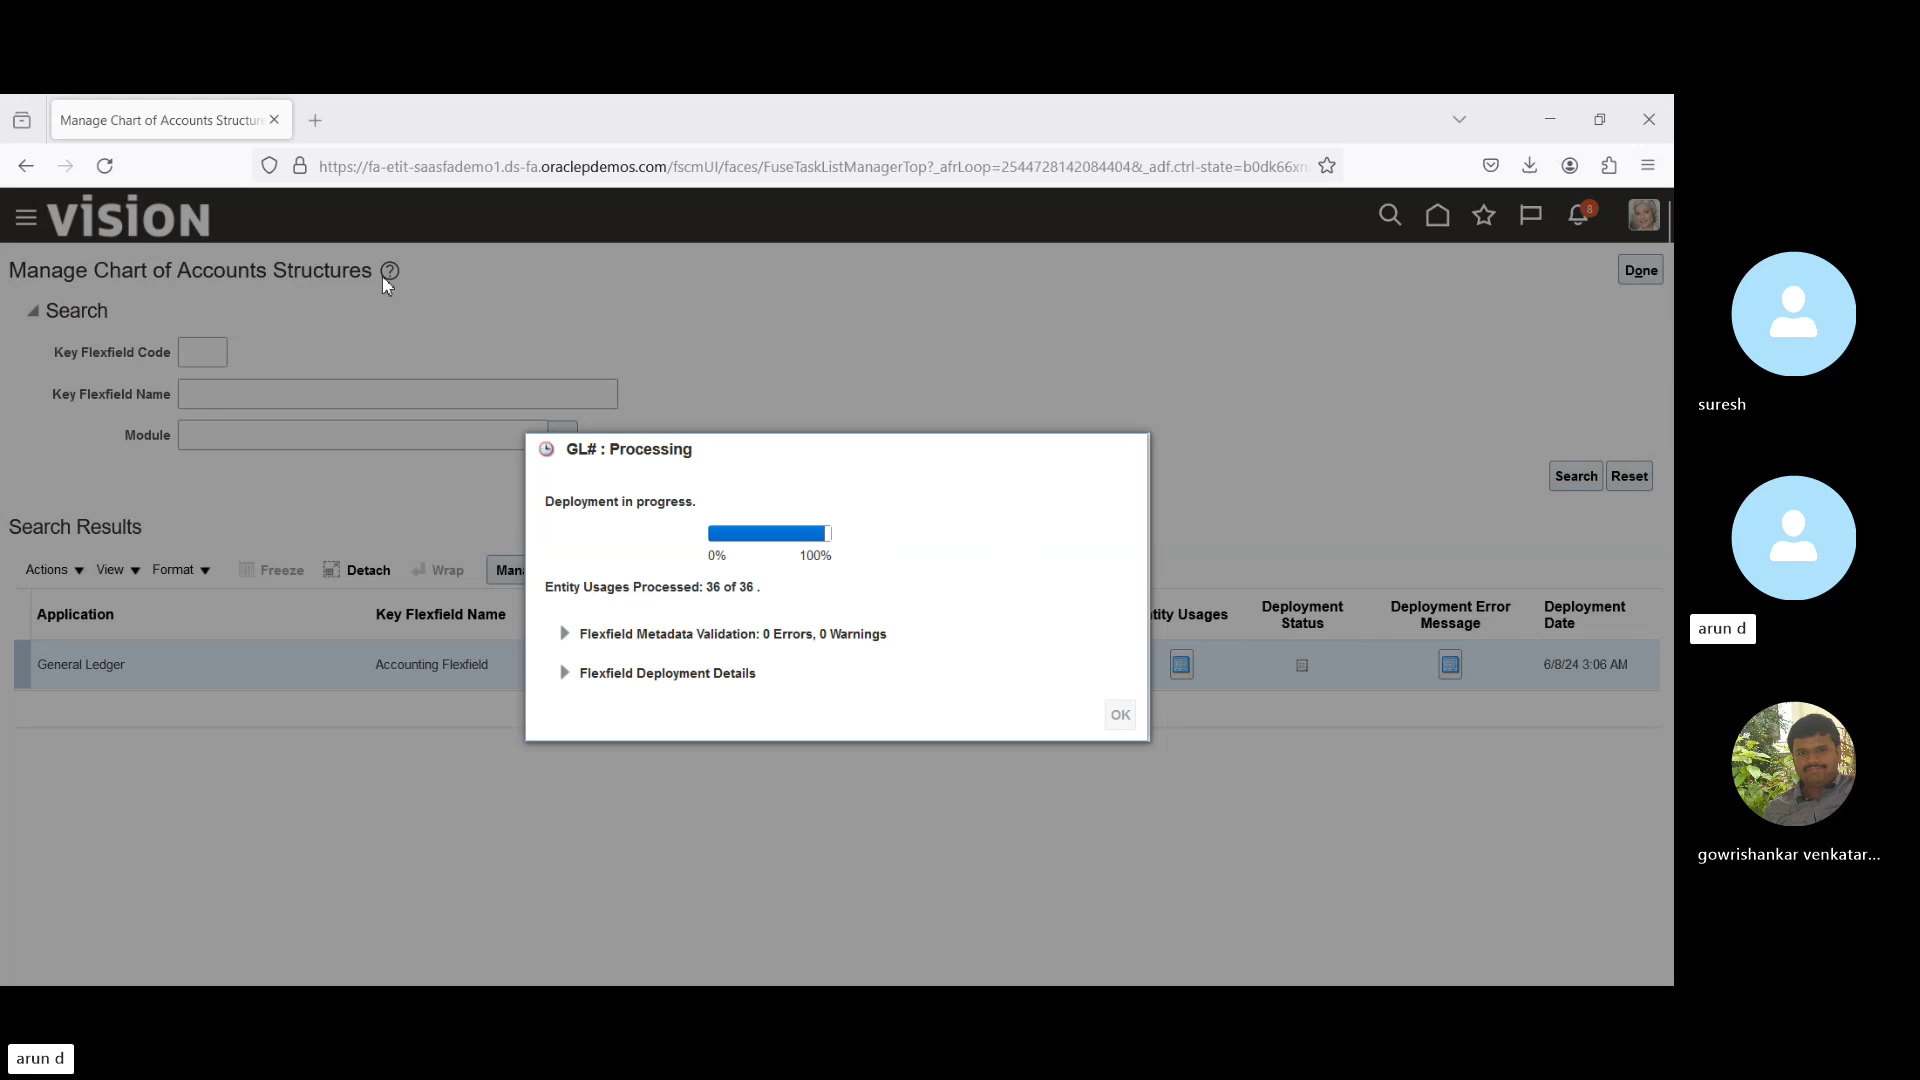 Manage Chart of Accounts Structure
https://fa-etit-saasfademo1.ds-fa.oraclepdemos.com/fscmUI/faces/FuseTaskListManagerTop?_afrLoop=25447281420844048&_adf.ctrl-state=b0dk66xn
VISION
8
Manage Chart of Accounts Structures
Done
Search
Key Flexfield Code
Key Flexfield Name
Module
Search Reset
Search Results
Actions View Format Freeze Detach Wrap Man
Application Key Flexfield Name tity Usages Deployment Status Deployment Error Message Deployment Date
General Ledger Accounting Flexfield 6/8/24 3:06 AM
GL# : Processing
Deployment in progress.
0% 100%
Entity Usages Processed: 36 of 36 .
Flexfield Metadata Validation: 0 Errors, 0 Warnings
Flexfield Deployment Details
OK
suresh
arun d
gowrishankar venkatar...
arun d